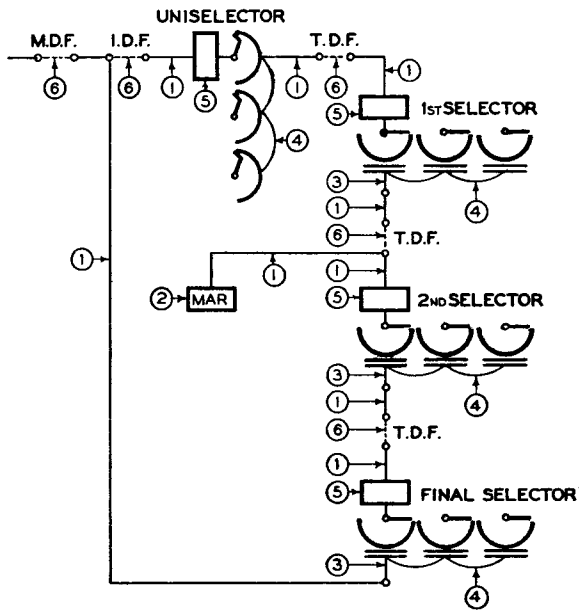 UNISELECTOR
M.D.F. I.D.F. T.D.F.
6 6 1 5 1 6 1
5 1ST SELECTOR
4
3 4
1
6 T.D.F.
1 1 1
2 MAR 5 2ND SELECTOR
3 4
1
6 T.D.F.
1
5 FINAL SELECTOR
3 4